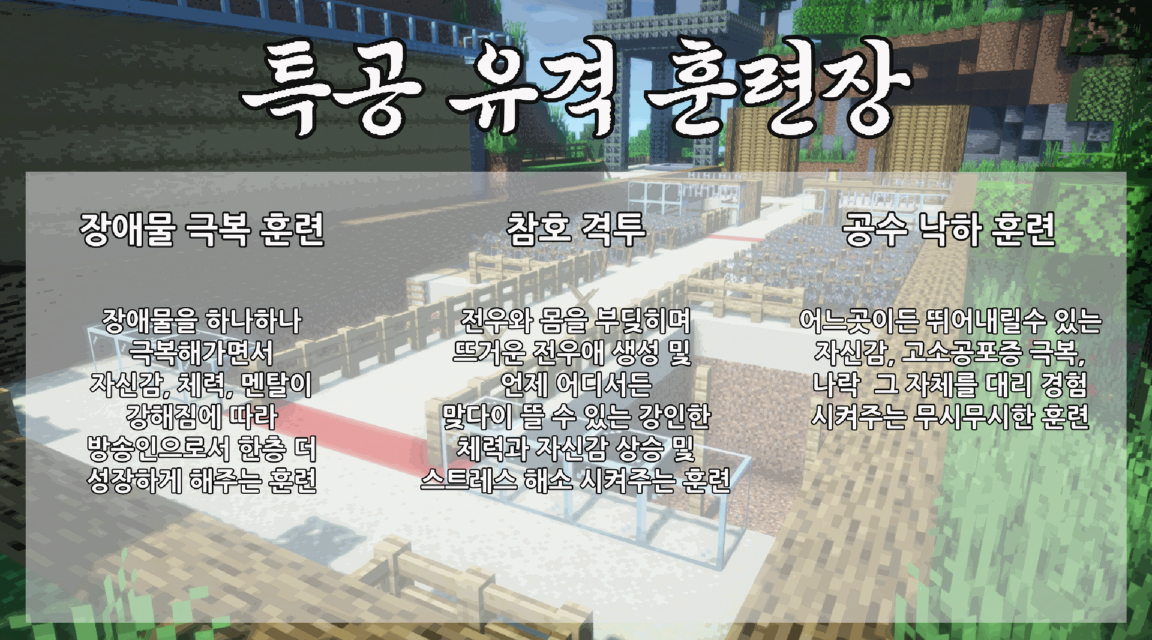 특공 유격 훈련장
장애물 극복 훈련
장애물을 하나하나
극복해가면서
자신감, 체력, 멘탈이
강해짐에 따라
방송인으로서 한층 더
성장하게 해주는 훈련
참호 격투
전우와 몸을 부딪히며
뜨거운 전우애 생성 및
언제 어디서든
맞다이 뜰 수 있는 강인한
체력과 자신감 상승 및
스트레스 해소 시켜주는 훈련
공수 낙하 훈련
어느곳이든 뛰어내릴수 있는
자신감, 고소공포증 극복,
나락 그 자체를 대리 경험
시켜주는 무시무시한 훈련